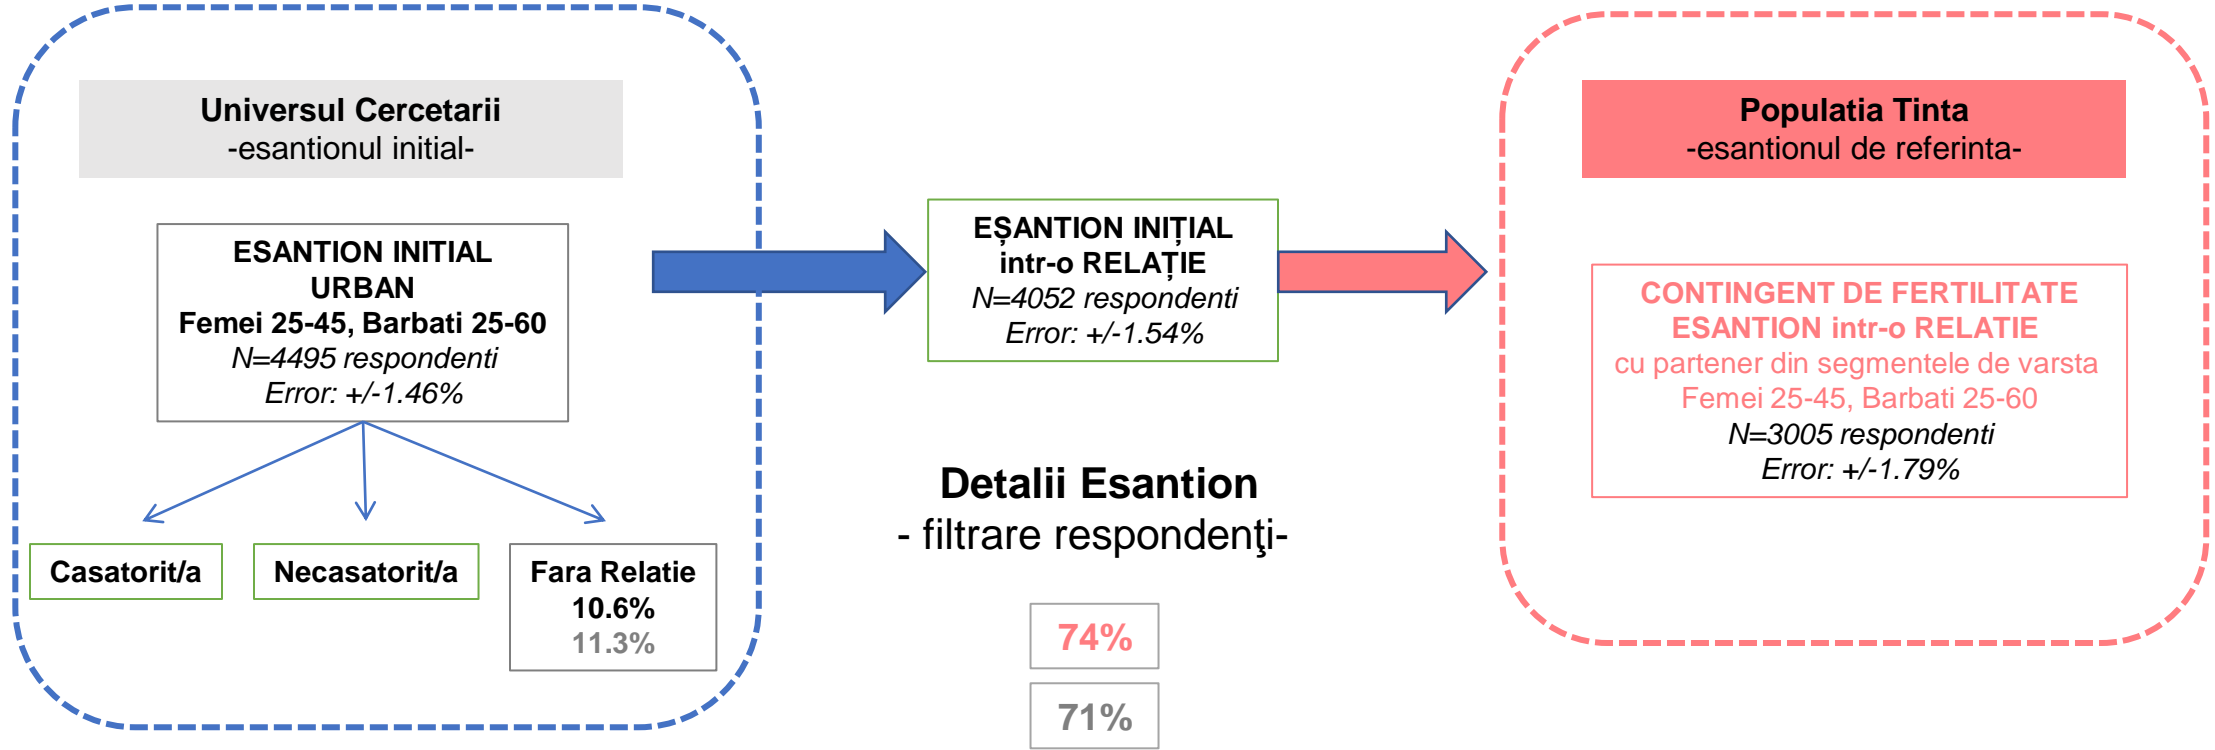 Universul Cercetarii
-esantionul initial-
ESANTION INITIAL
URBAN
Femei 25-45, Barbati 25-60
N=4495 respondenti
Error: +/-1.46%
Casatorit/a
Necasatorit/a
Fara Relatie
10.6%
11.3%
EȘANTION INIȚIAL
intr-o RELAȚIE
N=4052 respondenti
Error: +/-1.54%
Detalii Esantion
- filtrare respondenţi-
74%
71%
Populatia Tinta
-esantionul de referinta-
CONTINGENT DE FERTILITATE
ESANTION intr-o RELATIE
cu partener din segmentele de varsta
Femei 25-45, Barbati 25-60
N=3005 respondenti
Error: +/-1.79%